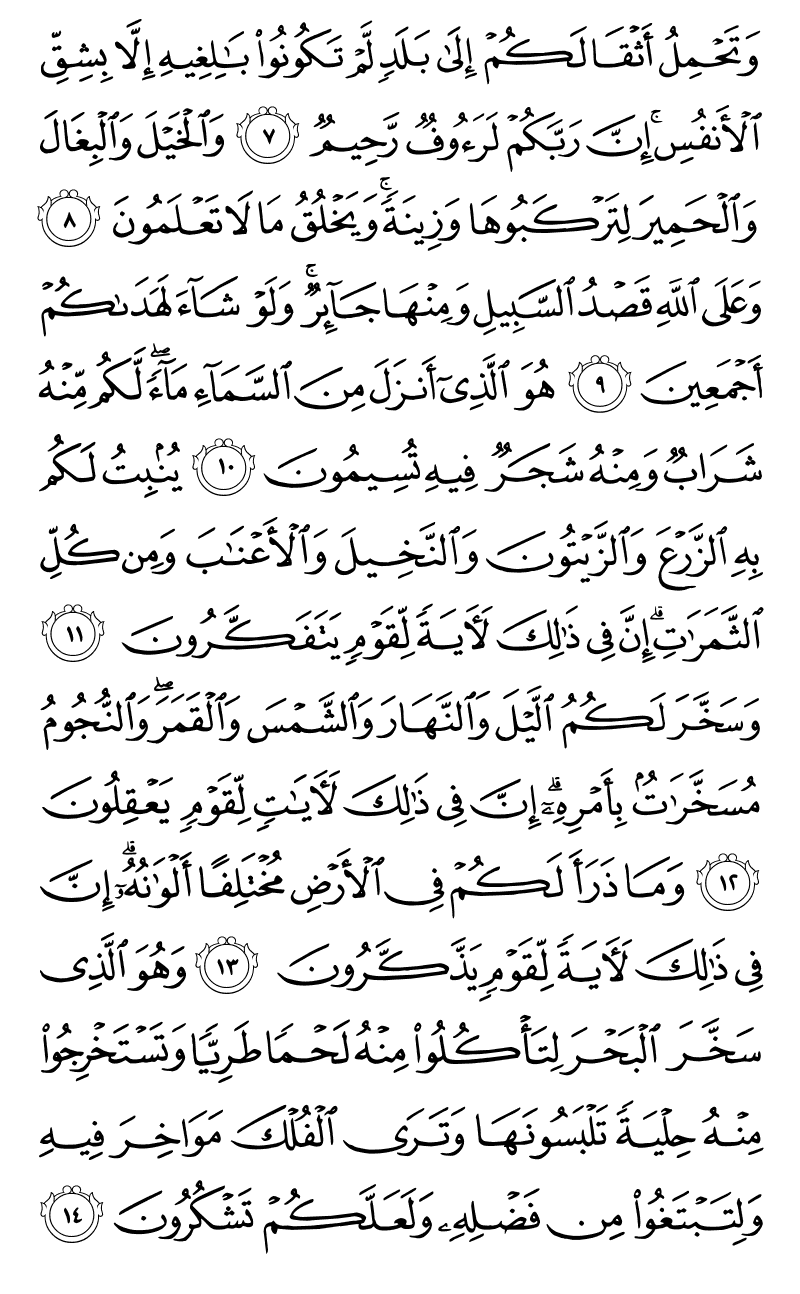 وَتَحْمِلُ أَثْقَالَكُمْ إِلَىٰ بَلَدٍ لَّمْ تَكُونُوا۟ بَـٰلِغِيهِ إِلَّا بِشِقِّ
ٱلْأَنفُسِ ۚ إِنَّ رَبَّكُمْ لَرَءُوفٌ رَّحِيمٌ ٧ وَٱلْخَيْلَ وَٱلْبِغَالَ
وَٱلْحَمِيرَ لِتَرْكَبُوهَا وَزِينَةً ۚ وَيَخْلُقُ مَا لَا تَعْلَمُونَ ٨
وَعَلَى ٱللَّهِ قَصْدُ ٱلسَّبِيلِ وَمِنْهَا جَآئِرٌ ۚ وَلَوْ شَآءَ لَهَدَىٰكُمْ
أَجْمَعِينَ ٩ هُوَ ٱلَّذِىٓ أَنزَلَ مِنَ ٱلسَّمَآءِ مَآءً ۖ لَّكُم مِّنْهُ
شَرَابٌ وَمِنْهُ شَجَرٌ فِيهِ تُسِيمُونَ ١٠ يُنۢبِتُ لَكُم
بِهِ ٱلزَّرْعَ وَٱلزَّيْتُونَ وَٱلنَّخِيلَ وَٱلْأَعْنَـٰبَ وَمِن كُلِّ
ٱلثَّمَرَٰتِ ۗ إِنَّ فِى ذَٰلِكَ لَـَٔايَةً لِّقَوْمٍ يَتَفَكَّرُونَ ١١
وَسَخَّرَ لَكُمُ ٱلَّيْلَ وَٱلنَّهَارَ وَٱلشَّمْسَ وَٱلْقَمَرَ ۖ وَٱلنُّجُومُ
مُسَخَّرَٰتٌۢ بِأَمْرِهِۦٓ ۗ إِنَّ فِى ذَٰلِكَ لَـَٔايَـٰتٍ لِّقَوْمٍ يَعْقِلُونَ
١٢ وَمَا ذَرَأَ لَكُمْ فِى ٱلْأَرْضِ مُخْتَلِفًا أَلْوَٰنُهُۥٓ ۗ إِنَّ
فِى ذَٰلِكَ لَـَٔايَةً لِّقَوْمٍ يَذَّكَّرُونَ ١٣ وَهُوَ ٱلَّذِى
سَخَّرَ ٱلْبَحْرَ لِتَأْكُلُوا۟ مِنْهُ لَحْمًا طَرِيًّا وَتَسْتَخْرِجُوا۟
مِنْهُ حِلْيَةً تَلْبَسُونَهَا وَتَرَى ٱلْفُلْكَ مَوَاخِرَ فِيهِ
وَلِتَبْتَغُوا۟ مِن فَضْلِهِۦ وَلَعَلَّكُمْ تَشْكُرُونَ ١٤